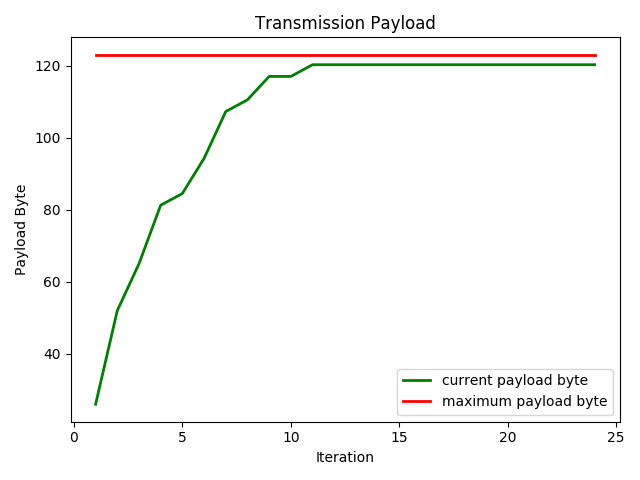 Transmission Payload
Payload Byte
120
100
80
60
40
0
5
10
15
20
25
Iteration
current payload byte
maximum payload byte